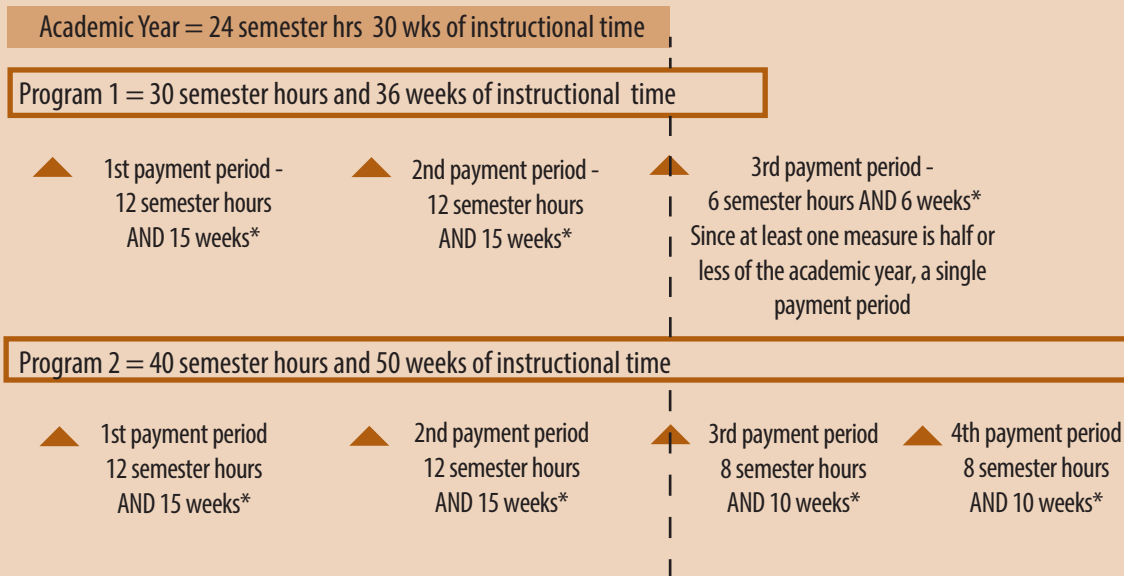 Academic Year = 24 semester hrs 30 wks of instructional time
Program 1 = 30 semester hours and 36 weeks of instructional time
1st payment period -
12 semester hours
AND 15 weeks*
2nd payment period -
12 semester hours
AND 15 weeks*
3rd payment period -
6 semester hours AND 6 weeks*
Since at least one measure is half or
less of the academic year, a single
payment period
Program 2 = 40 semester hours and 50 weeks of instructional time
1st payment period
12 semester hours
AND 15 weeks*
2nd payment period
12 semester hours
AND 15 weeks*
3rd payment period
8 semester hours
AND 10 weeks*
4th payment period
8 semester hours
AND 10 weeks*